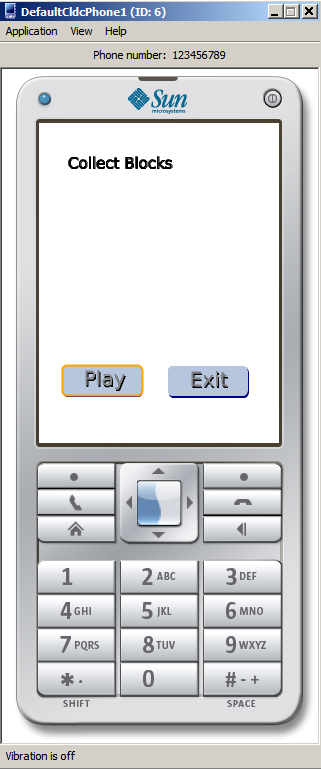 DefaultCldcPhone1 (ID: 6)
Application View Help
Phone number: 123456789
Sun
microsystems
Collect Blocks
Play Exit
1 2 ABC 3 DEF
4 GHI 5 JKL 6 MNO
7 PQRS 8 TUV 9 WXYZ
* · 0 # - +
SHIFT SPACE
Vibration is off